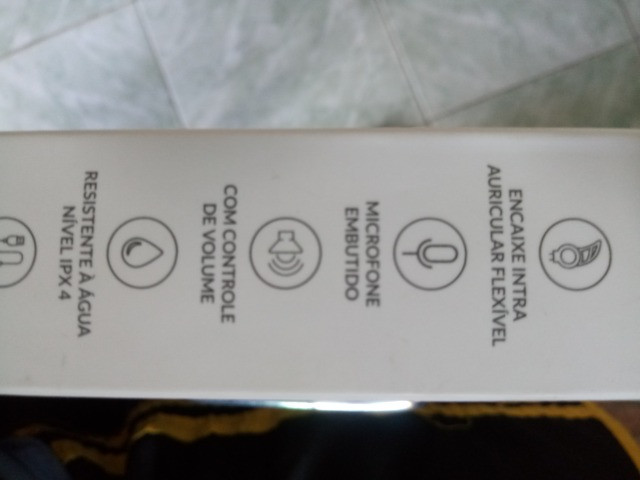 ENCAIXE INTRA
AURICULAR FLEXÍVEL
MICROFONE
EMBUTIDO
COM CONTROLE
DE VOLUME
RESISTENTE À ÁGUA
NÍVEL IPX 4